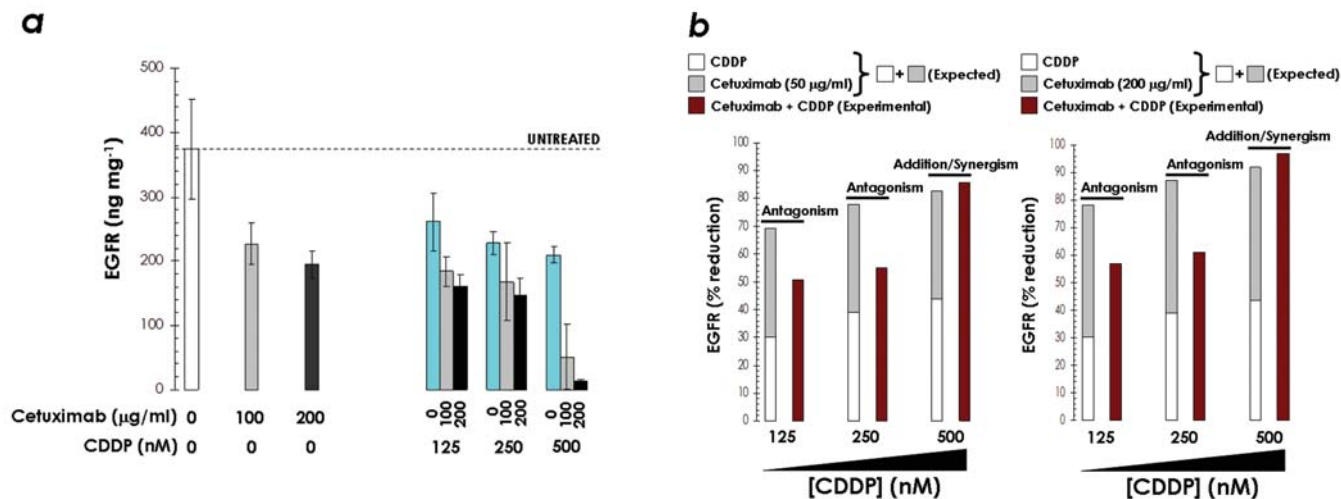 a
EGFR (ng mg-1)
500
400
300
200
100
0
UNTREATED
Cetuximab (μg/ml) 0 100 200 0 100 200 0 100 200 0 100 200
CDDP (nM) 0 0 0 125 250 500
b
CDDP
Cetuximab (50 μg/ml)
+ (Expected)
Cetuximab + CDDP (Experimental)
EGFR (% reduction)
100
90
80
70
60
50
40
30
20
10
0
Antagonism
Antagonism
Addition/Synergism
125 250 500
[CDDP] (nM)
CDDP
Cetuximab (200 μg/ml)
+ (Expected)
Cetuximab + CDDP (Experimental)
EGFR (% reduction)
100
90
80
70
60
50
40
30
20
10
0
Antagonism
Antagonism
Addition/Synergism
125 250 500
[CDDP] (nM)